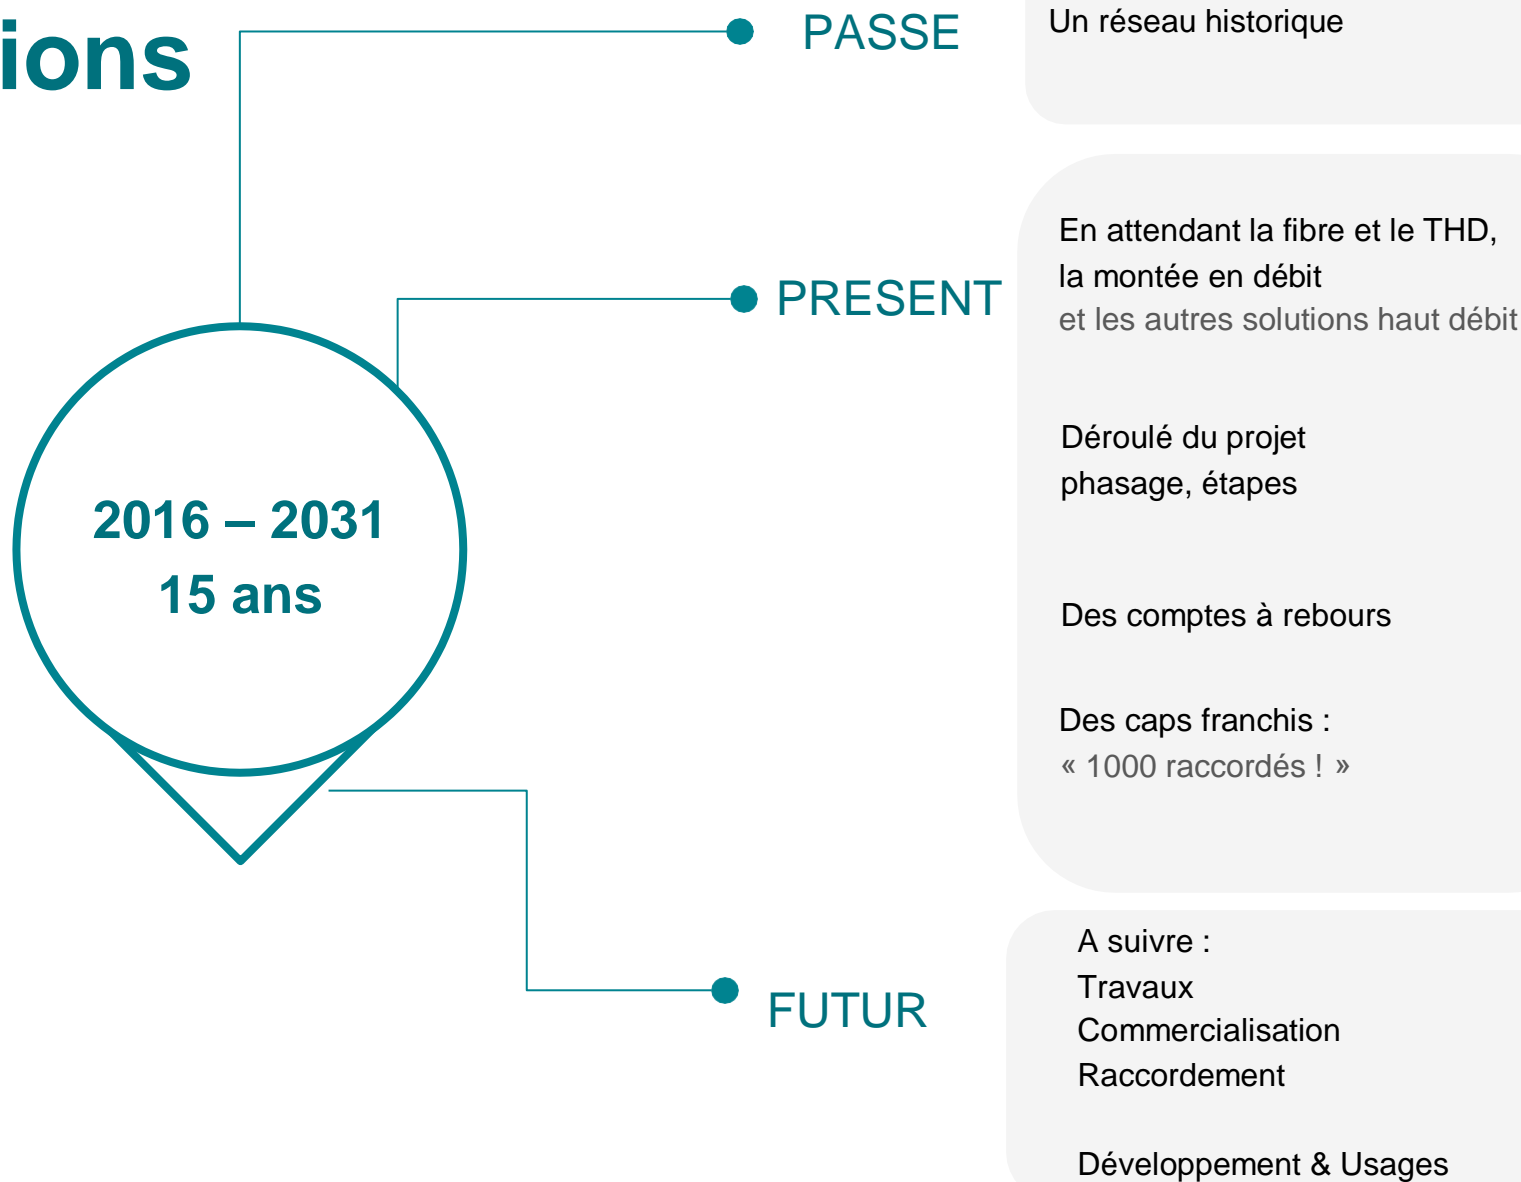 ions
PASSE
Un réseau historique
PRESENT
En attendant la fibre et le THD,
la montée en débit
et les autres solutions haut débit
Déroulé du projet
phasage, étapes
Des comptes à rebours
Des caps franchis :
« 1000 raccordés ! »
2016 – 2031
15 ans
FUTUR
A suivre :
Travaux
Commercialisation
Raccordement
Développement & Usages